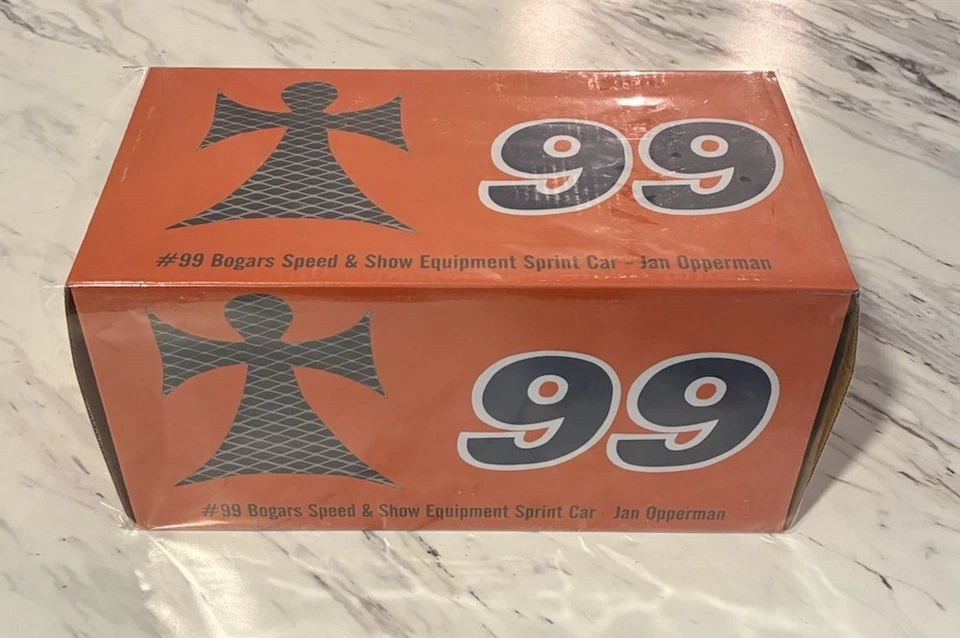 99
#99 Bogars Speed & Show Equipment Sprint Car - Jan Opperman
99
#99 Bogars Speed & Show Equipment Sprint Car - Jan Opperman